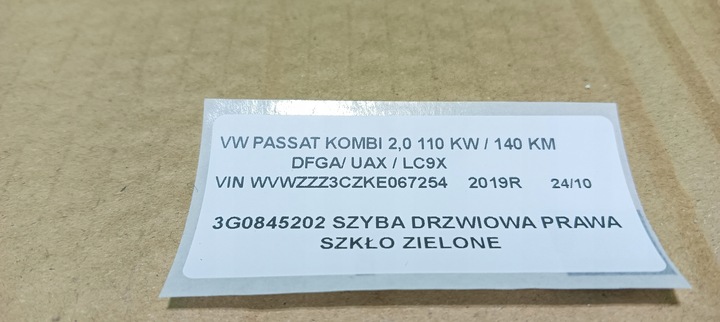 VW PASSAT KOMBI 2,0 110 KW / 140 KM
DFGA/ UAX / LC9X
VIN WVWZZZ3CZKE067254 2019R 24/10
3G0845202 SZYBA DRZWIOWA PRAWA
SZKŁO ZIELONE